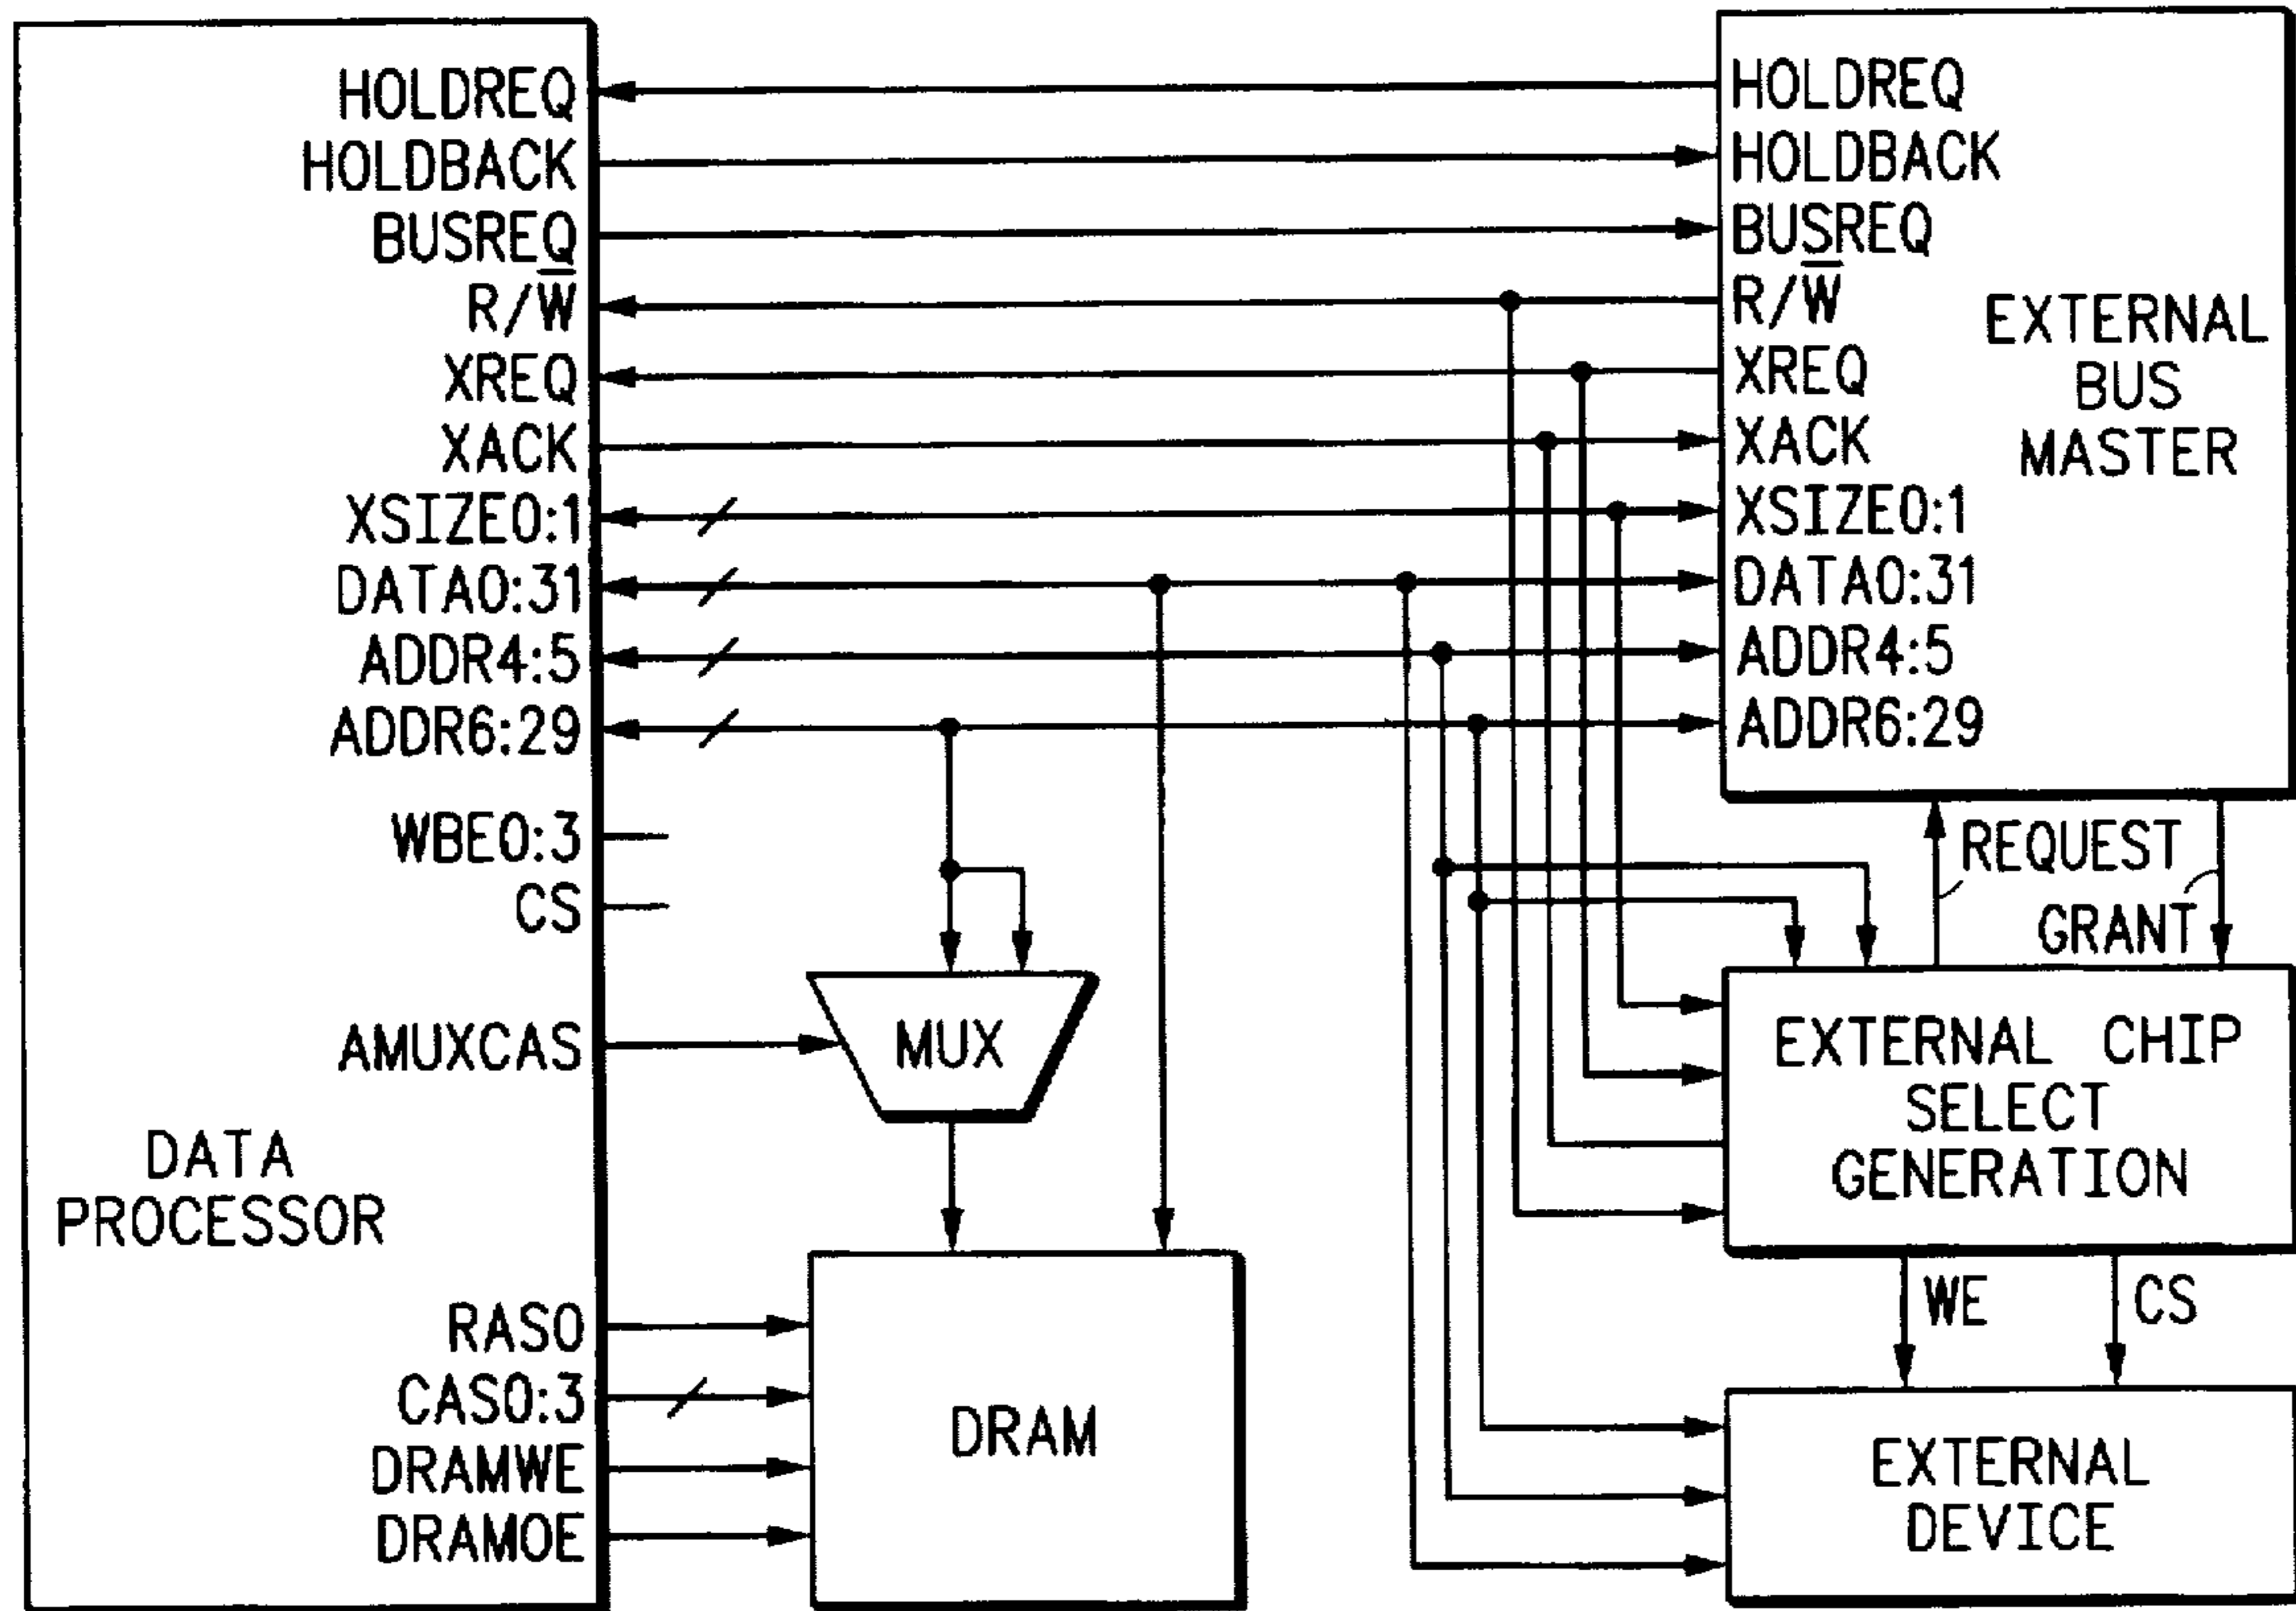 HOLDREQ
HOLDBACK
BUSREQ
R/W̅
XREQ
XACK
XSIZE0:1
DATA0:31
ADDR4:5
ADDR6:29
WBE0:3
CS
AMUXCAS
DATA
PROCESSOR
RAS0
CAS0:3
DRAMWE
DRAMOE
MUX
DRAM
HOLDREQ
HOLDBACK
BUSREQ
R/W̅
XREQ
XACK
XSIZE0:1
DATA0:31
ADDR4:5
ADDR6:29
EXTERNAL
BUS
MASTER
REQUEST
GRANT
EXTERNAL CHIP
SELECT
GENERATION
WE
CS
EXTERNAL
DEVICE